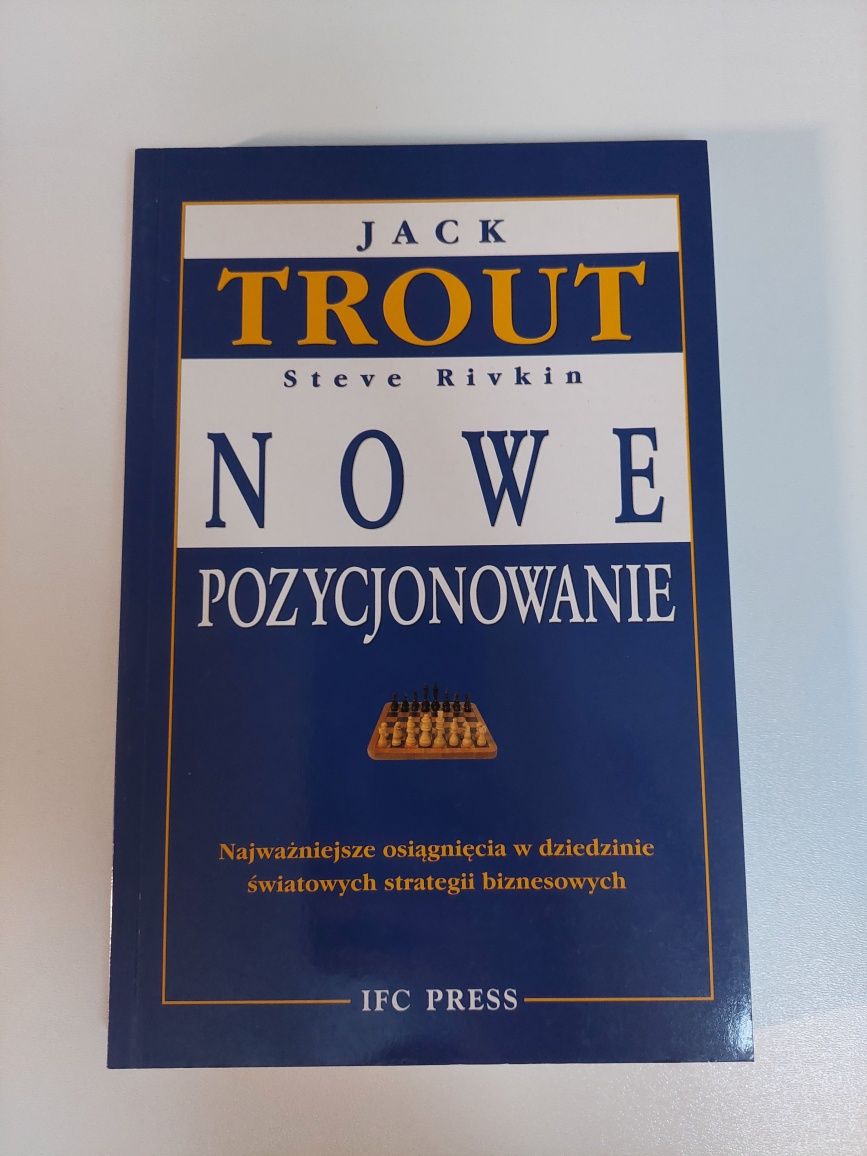 JACK
TROUT
Steve Rivkin
NOWE
POZYCJONOWANIE
Najważniejsze osiągnięcia w dziedzinie
światowych strategii biznesowych
IFC PRESS